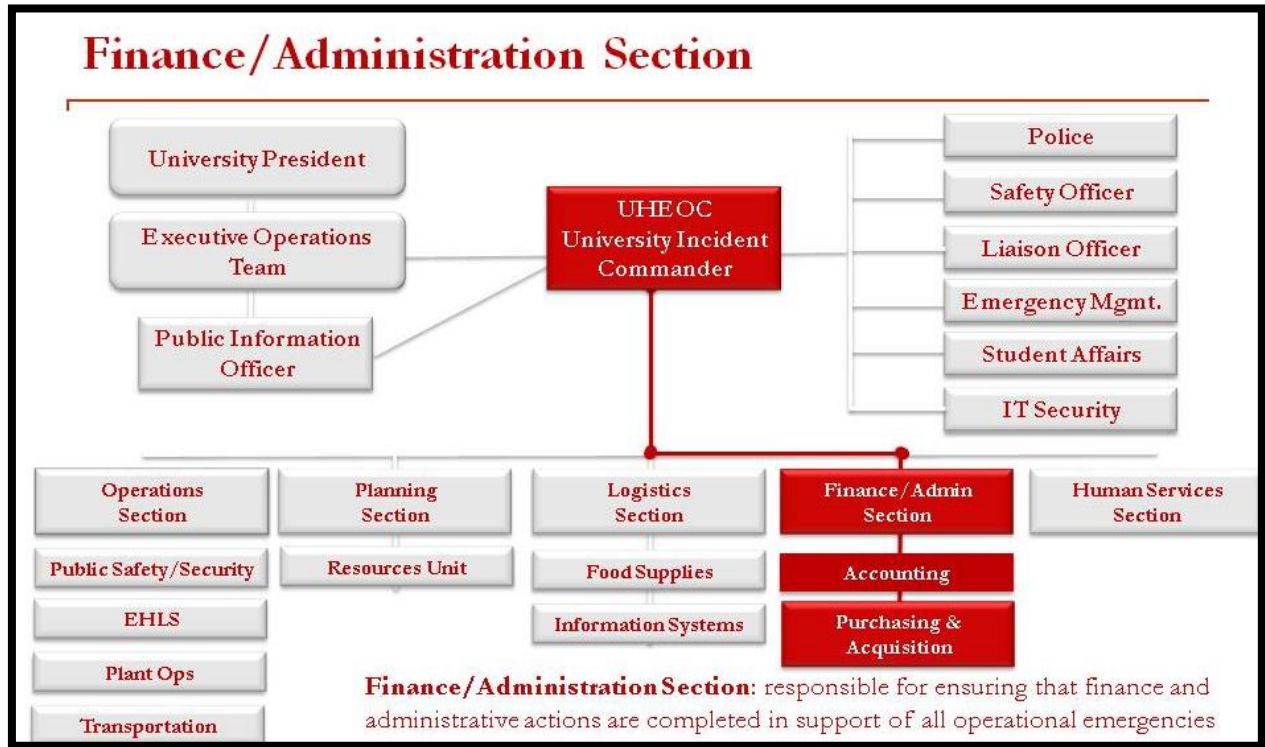 Finance/Administration Section
University President
Executive Operations
Team
Public Information
Officer
UHEOC
University Incident
Commander
Police
Safety Officer
Liaison Officer
Emergency Mgmt.
Student Affairs
IT Security
Operations
Section
Public Safety/Security
EHLS
Plant Ops
Transportation
Planning
Section
Resources Unit
Logistics
Section
Food Supplies
Information Systems
Finance/Admin
Section
Accounting
Purchasing &
Acquisition
Human Services
Section
Finance/Administration Section: responsible for ensuring that finance and
administrative actions are completed in support of all operational emergencies